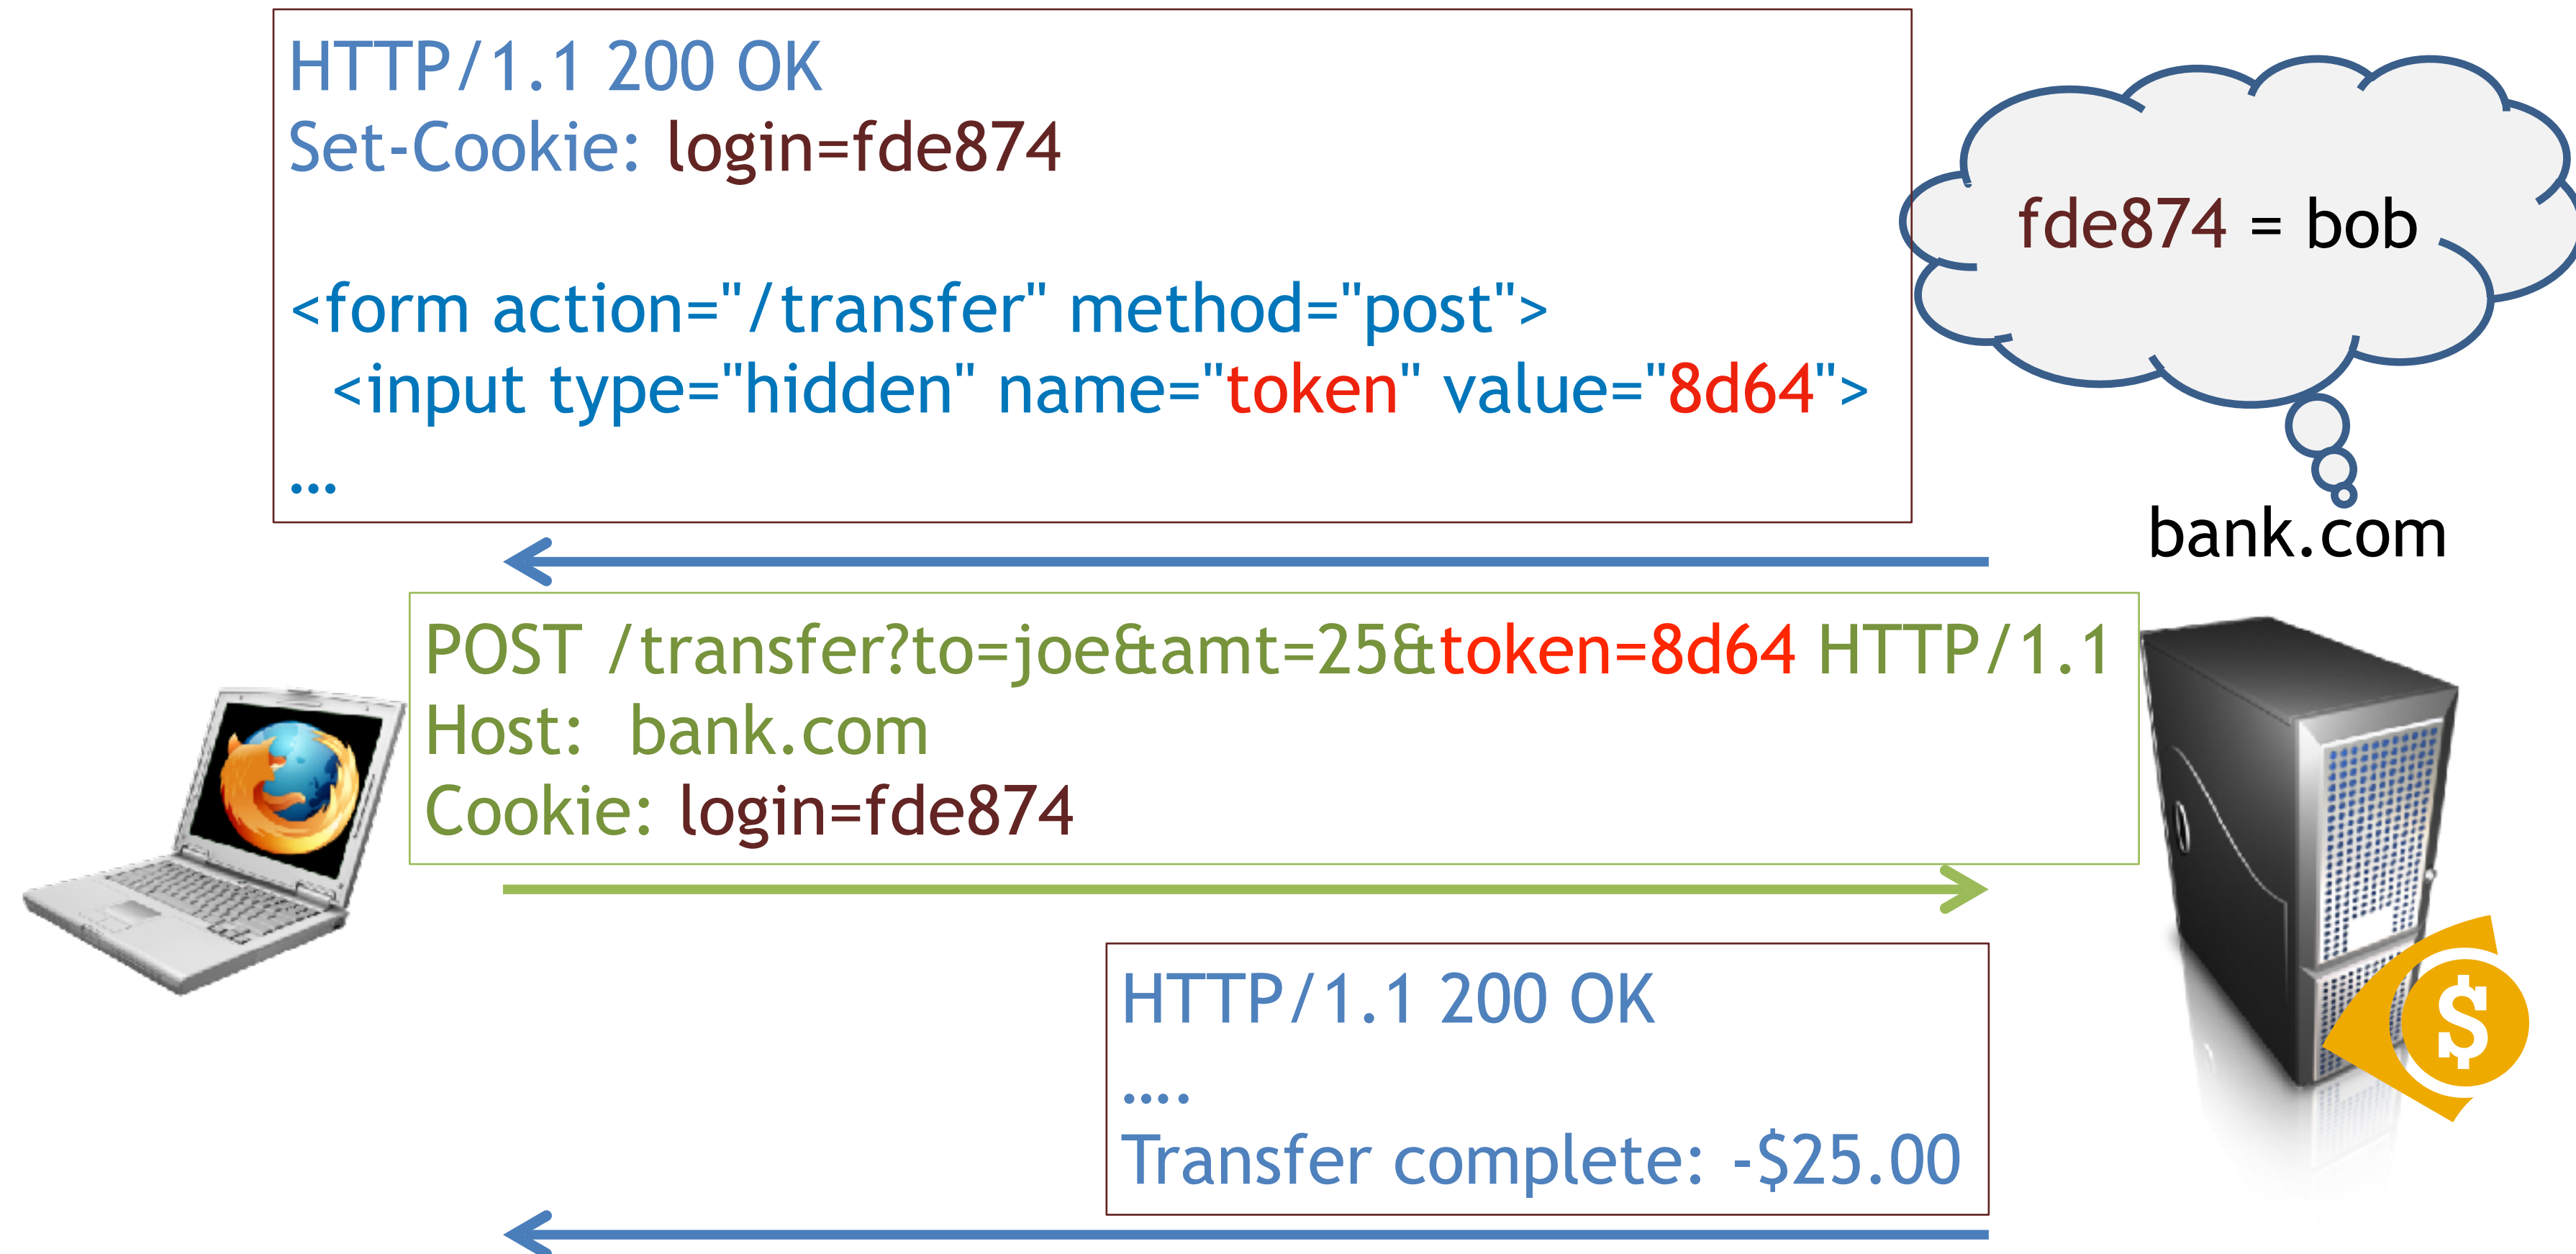 HTTP/1.1 200 OK
Set-Cookie: login=fde874
<form action="/transfer" method="post">
<input type="hidden" name="token" value="8d64">
...
fde874 = bob
bank.com
POST /transfer?to=joe&amt=25&token=8d64 HTTP/1.1
Host: bank.com
Cookie: login=fde874
HTTP/1.1 200 OK
....
Transfer complete: -$25.00
$